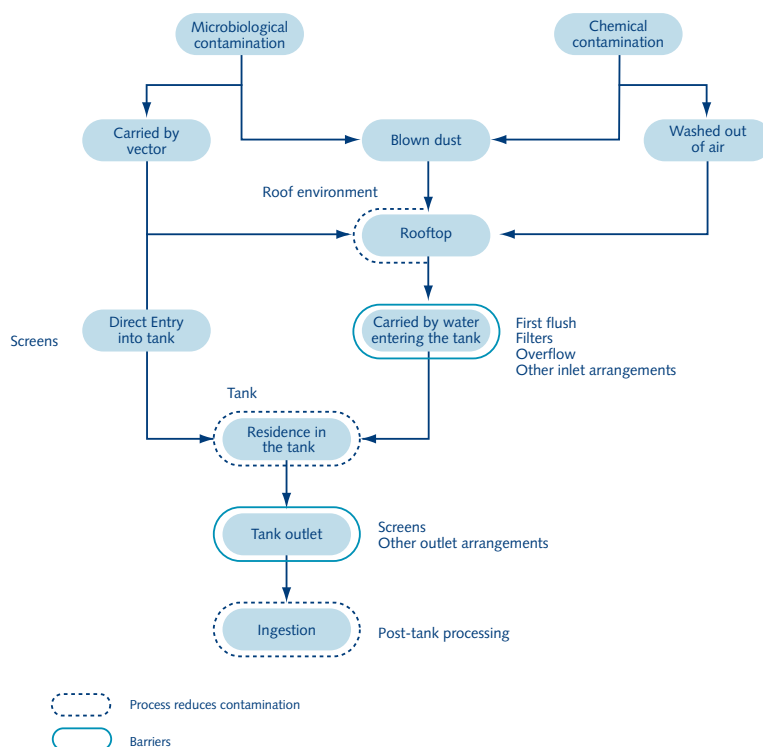 Microbiological
contamination
Chemical
contamination
Carried by
vector
Blown dust
Washed out
of air
Roof environment
Rooftop
Screens
Direct Entry
into tank
Carried by water
entering the tank
First flush
Filters
Overflow
Other inlet arrangements
Tank
Residence in
the tank
Tank outlet
Screens
Other outlet arrangements
Ingestion
Post-tank processing
Process reduces contamination
Barriers